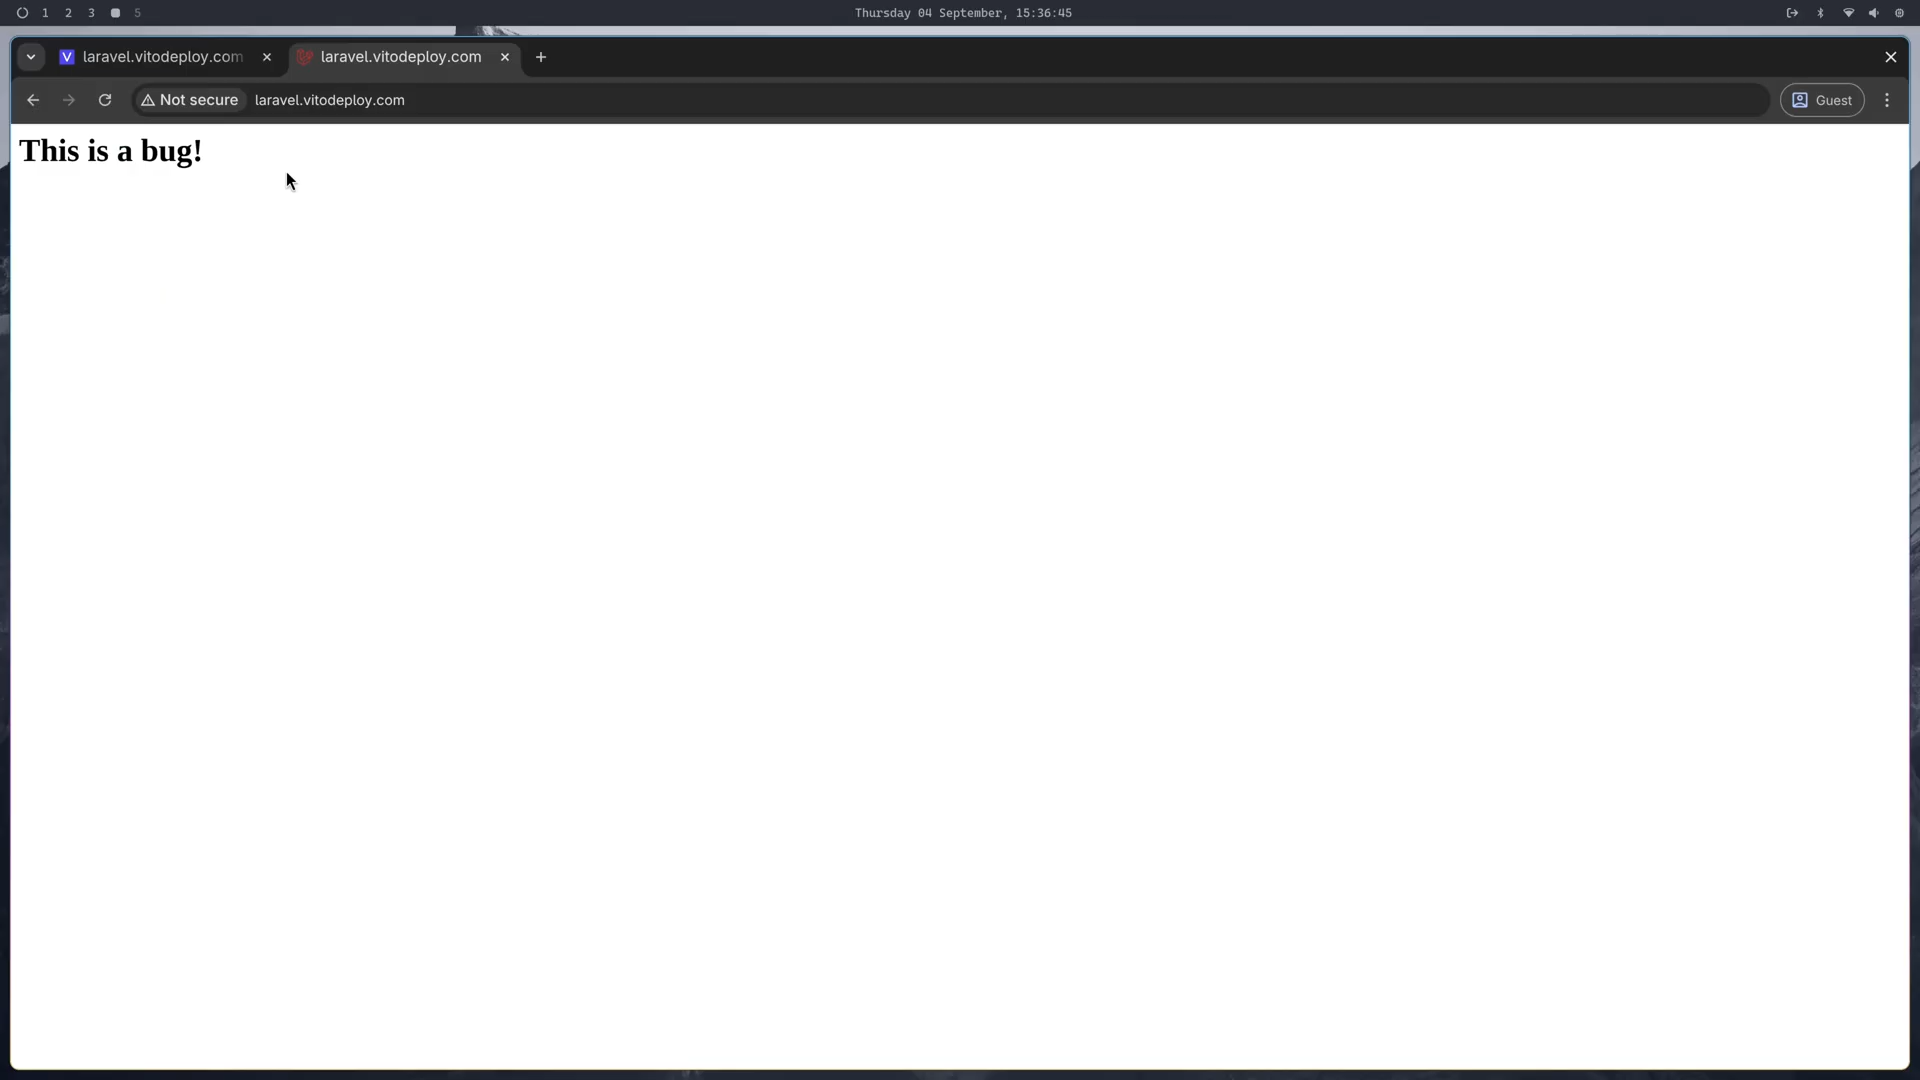 1 2 3 5 Thursday 04 September, 15:36:45
V laravel.vitodeploy.com laravel.vitodeploy.com
Not secure laravel.vitodeploy.com Guest
This is a bug!